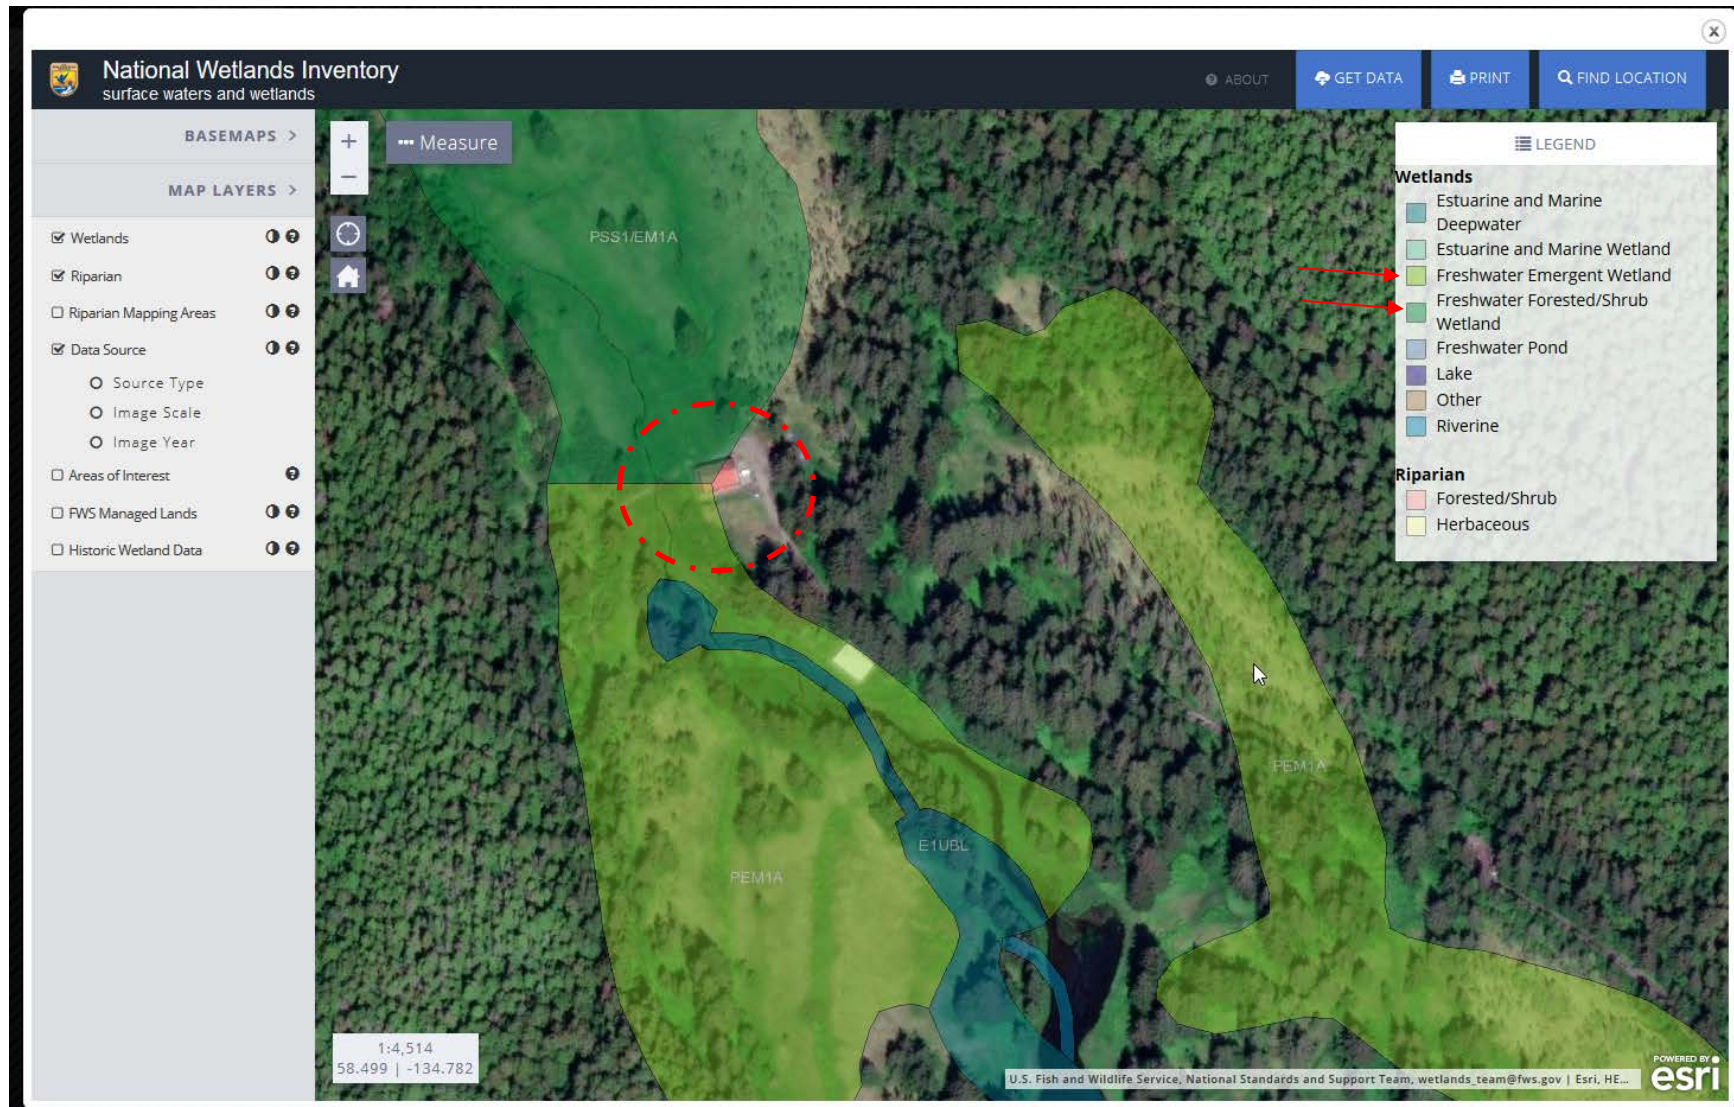 x
National Wetlands Inventory
surface waters and wetlands
ABOUT
GET DATA
PRINT
FIND LOCATION
BASEMAPS >
MAP LAYERS >
Wetlands
Riparian
Riparian Mapping Areas
Data Source
Source Type
Image Scale
Image Year
Areas of Interest
FWS Managed Lands
Historic Wetland Data
+
−
Measure
PSS1/EM1A
PEM1A
E1UBL
PEM1A
LEGEND
Wetlands
Estuarine and Marine
Deepwater
Estuarine and Marine Wetland
Freshwater Emergent Wetland
Freshwater Forested/Shrub
Wetland
Freshwater Pond
Lake
Other
Riverine
Riparian
Forested/Shrub
Herbaceous
1:4,514
58.499 | -134.782
U.S. Fish and Wildlife Service, National Standards and Support Team, wetlands_team@fws.gov | Esri, HE...
POWERED BY
esri